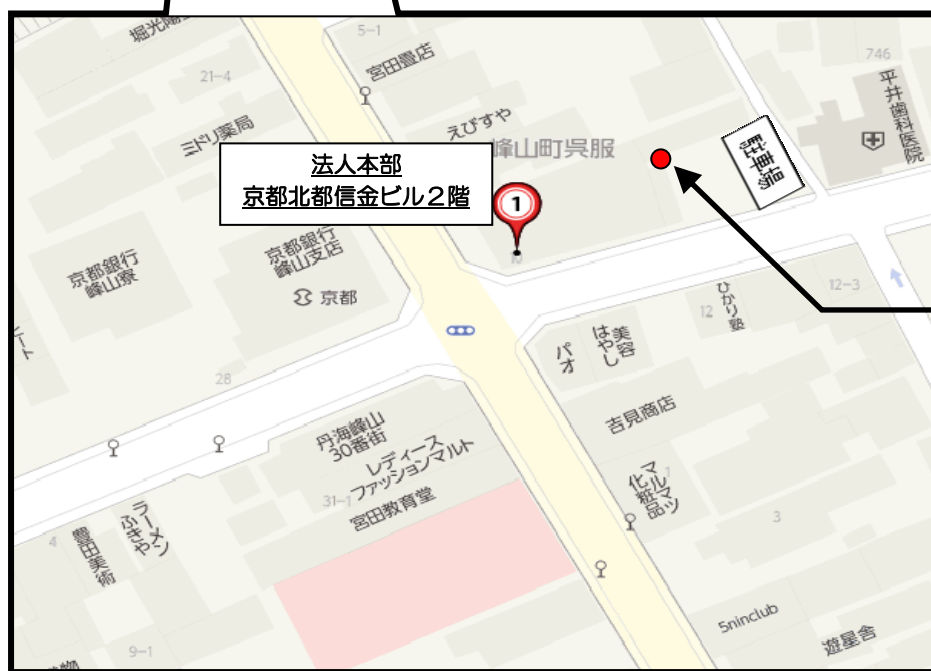 堀光陽
5-1
宮田畳店
21-4
ミドリ薬局
えびすや
峰山町呉服
746
平井歯科医院
駐車場
法人本部
京都北都信金ビル２階
1
京都銀行
峰山寮
京都銀行
峰山支店
京都
12-3
ひかり塾
12
美容
はやし
パオ
28
吉見商店
丹海峰山
30番街
レディース
ファッションマルト
31-1
宮田教育堂
マルマツ
化粧品
1
3
ラーメン
ふきや
豊田美術
4
5ninclub
遊星舎
9-1